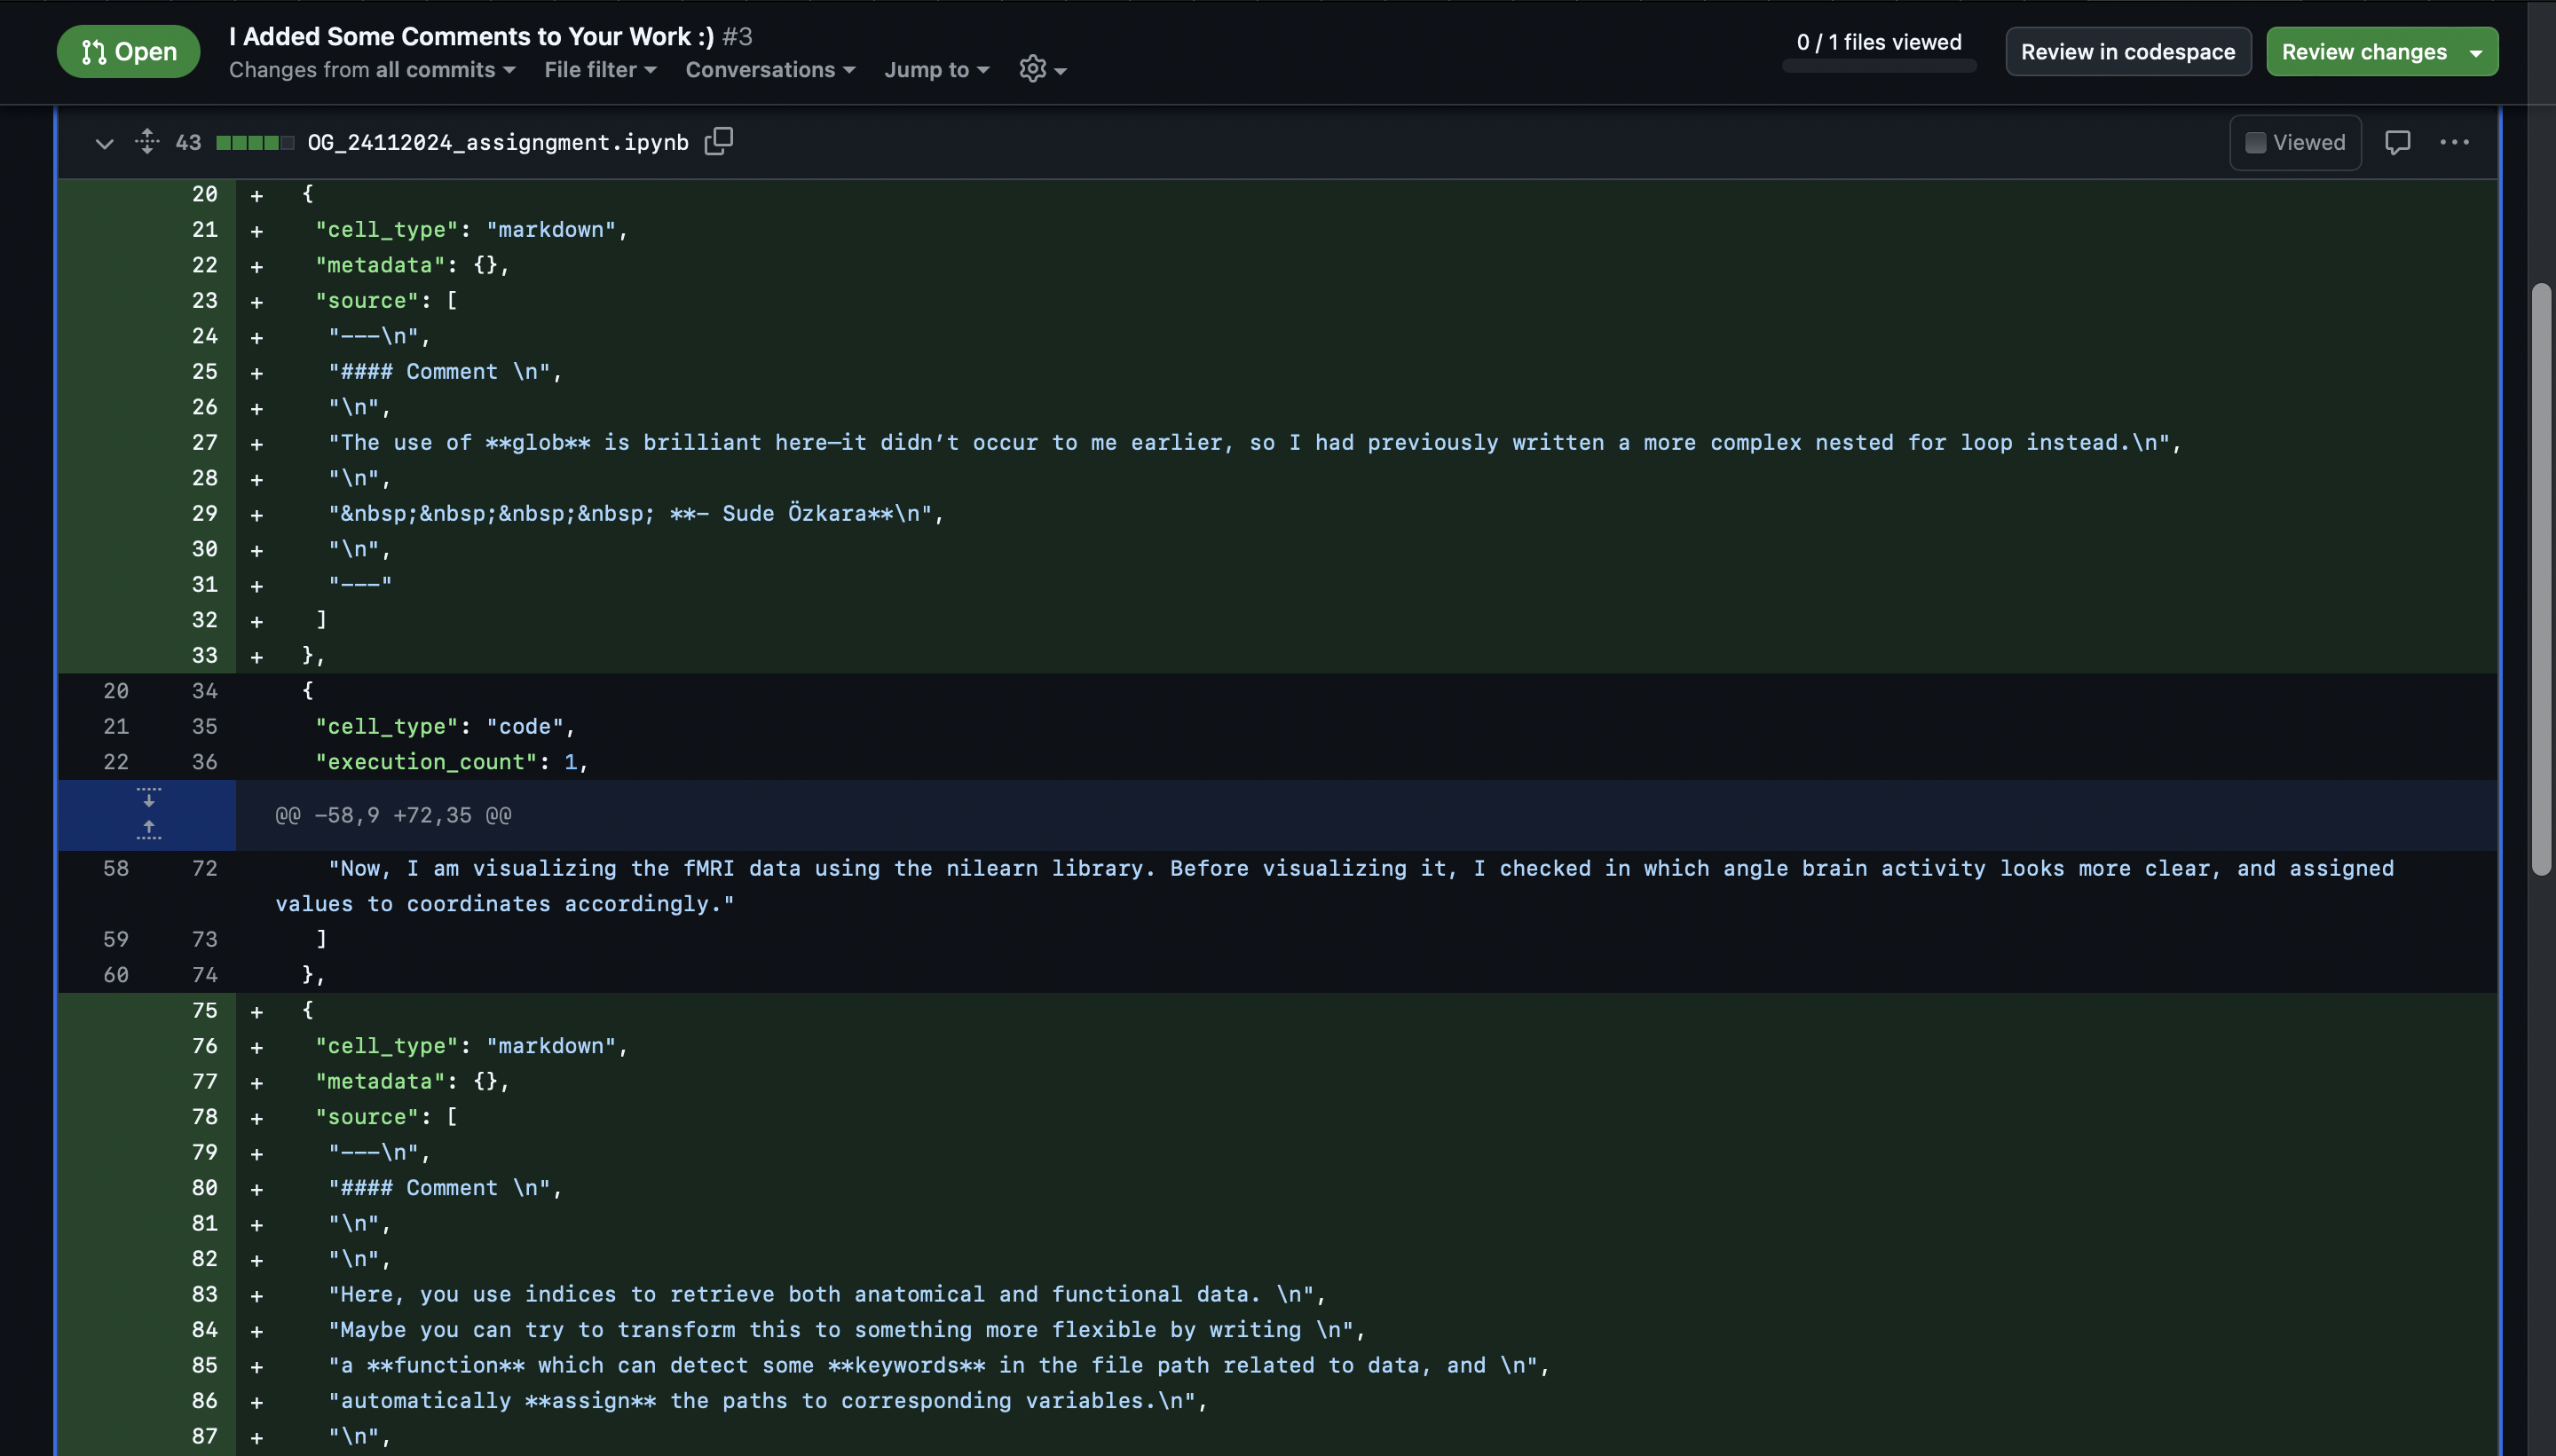 Open
I Added Some Comments to Your Work :) #3
Changes from all commits File filter Conversations Jump to
0 / 1 files viewed
Review in codespace
Review changes
43 OG_24112024_assigngment.ipynb
Viewed
20 + {
21 + "cell_type": "markdown",
22 + "metadata": {},
23 + "source": [
24 + "---\n",
25 + "#### Comment \n",
26 + "\n",
27 + "The use of **glob** is brilliant here—it didn’t occur to me earlier, so I had previously written a more complex nested for loop instead.\n",
28 + "\n",
29 + "&nbsp;&nbsp;&nbsp;&nbsp; **- Sude Özkara**\n",
30 + "\n",
31 + "---"
32 + ]
33 + },
20 34 {
21 35 "cell_type": "code",
22 36 "execution_count": 1,
@@ -58,9 +72,35 @@
58 72 "Now, I am visualizing the fMRI data using the nilearn library. Before visualizing it, I checked in which angle brain activity looks more clear, and assigned
values to coordinates accordingly."
59 73 ]
60 74 },
75 + {
76 + "cell_type": "markdown",
77 + "metadata": {},
78 + "source": [
79 + "---\n",
80 + "#### Comment \n",
81 + "\n",
82 + "\n",
83 + "Here, you use indices to retrieve both anatomical and functional data. \n",
84 + "Maybe you can try to transform this to something more flexible by writing \n",
85 + "a **function** which can detect some **keywords** in the file path related to data, and \n",
86 + "automatically **assign** the paths to corresponding variables.\n",
87 + "\n",